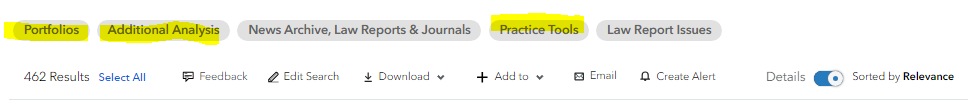 Portfolios Additional Analysis News Archive, Law Reports & Journals Practice Tools Law Report Issues
462 Results Select All Feedback Edit Search Download Add to Email Create Alert Details Sorted by Relevance